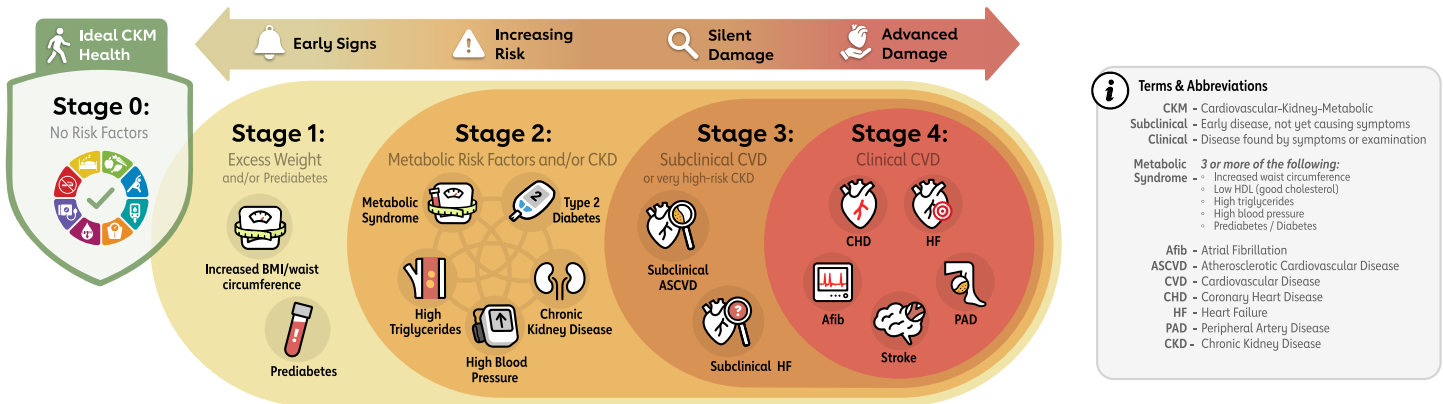 Ideal CKM
Health
Early Signs
Increasing
Risk
Silent
Damage
Advanced
Damage
Stage 0:
No Risk Factors
Stage 1:
Excess Weight
and/or Prediabetes
Increased BMI/waist
circumference
Prediabetes
Stage 2:
Metabolic Risk Factors and/or CKD
Metabolic
Syndrome
2
Type 2
Diabetes
High
Triglycerides
High Blood
Pressure
Chronic
Kidney Disease
Stage 3:
Subclinical CVD
or very high-risk CKD
Subclinical
ASCVD
?
Subclinical HF
Stage 4:
Clinical CVD
CHD
HF
Afib
Stroke
PAD
i
Terms & Abbreviations
CKM - Cardiovascular-Kidney-Metabolic
Subclinical - Early disease, not yet causing symptoms
Clinical - Disease found by symptoms or examination
Metabolic
Syndrome -
3 or more of the following:
◦ Increased waist circumference
◦ Low HDL (good cholesterol)
◦ High triglycerides
◦ High blood pressure
◦ Prediabetes / Diabetes
Afib - Atrial Fibrillation
ASCVD - Atherosclerotic Cardiovascular Disease
CVD - Cardiovascular Disease
CHD - Coronary Heart Disease
HF - Heart Failure
PAD - Peripheral Artery Disease
CKD - Chronic Kidney Disease